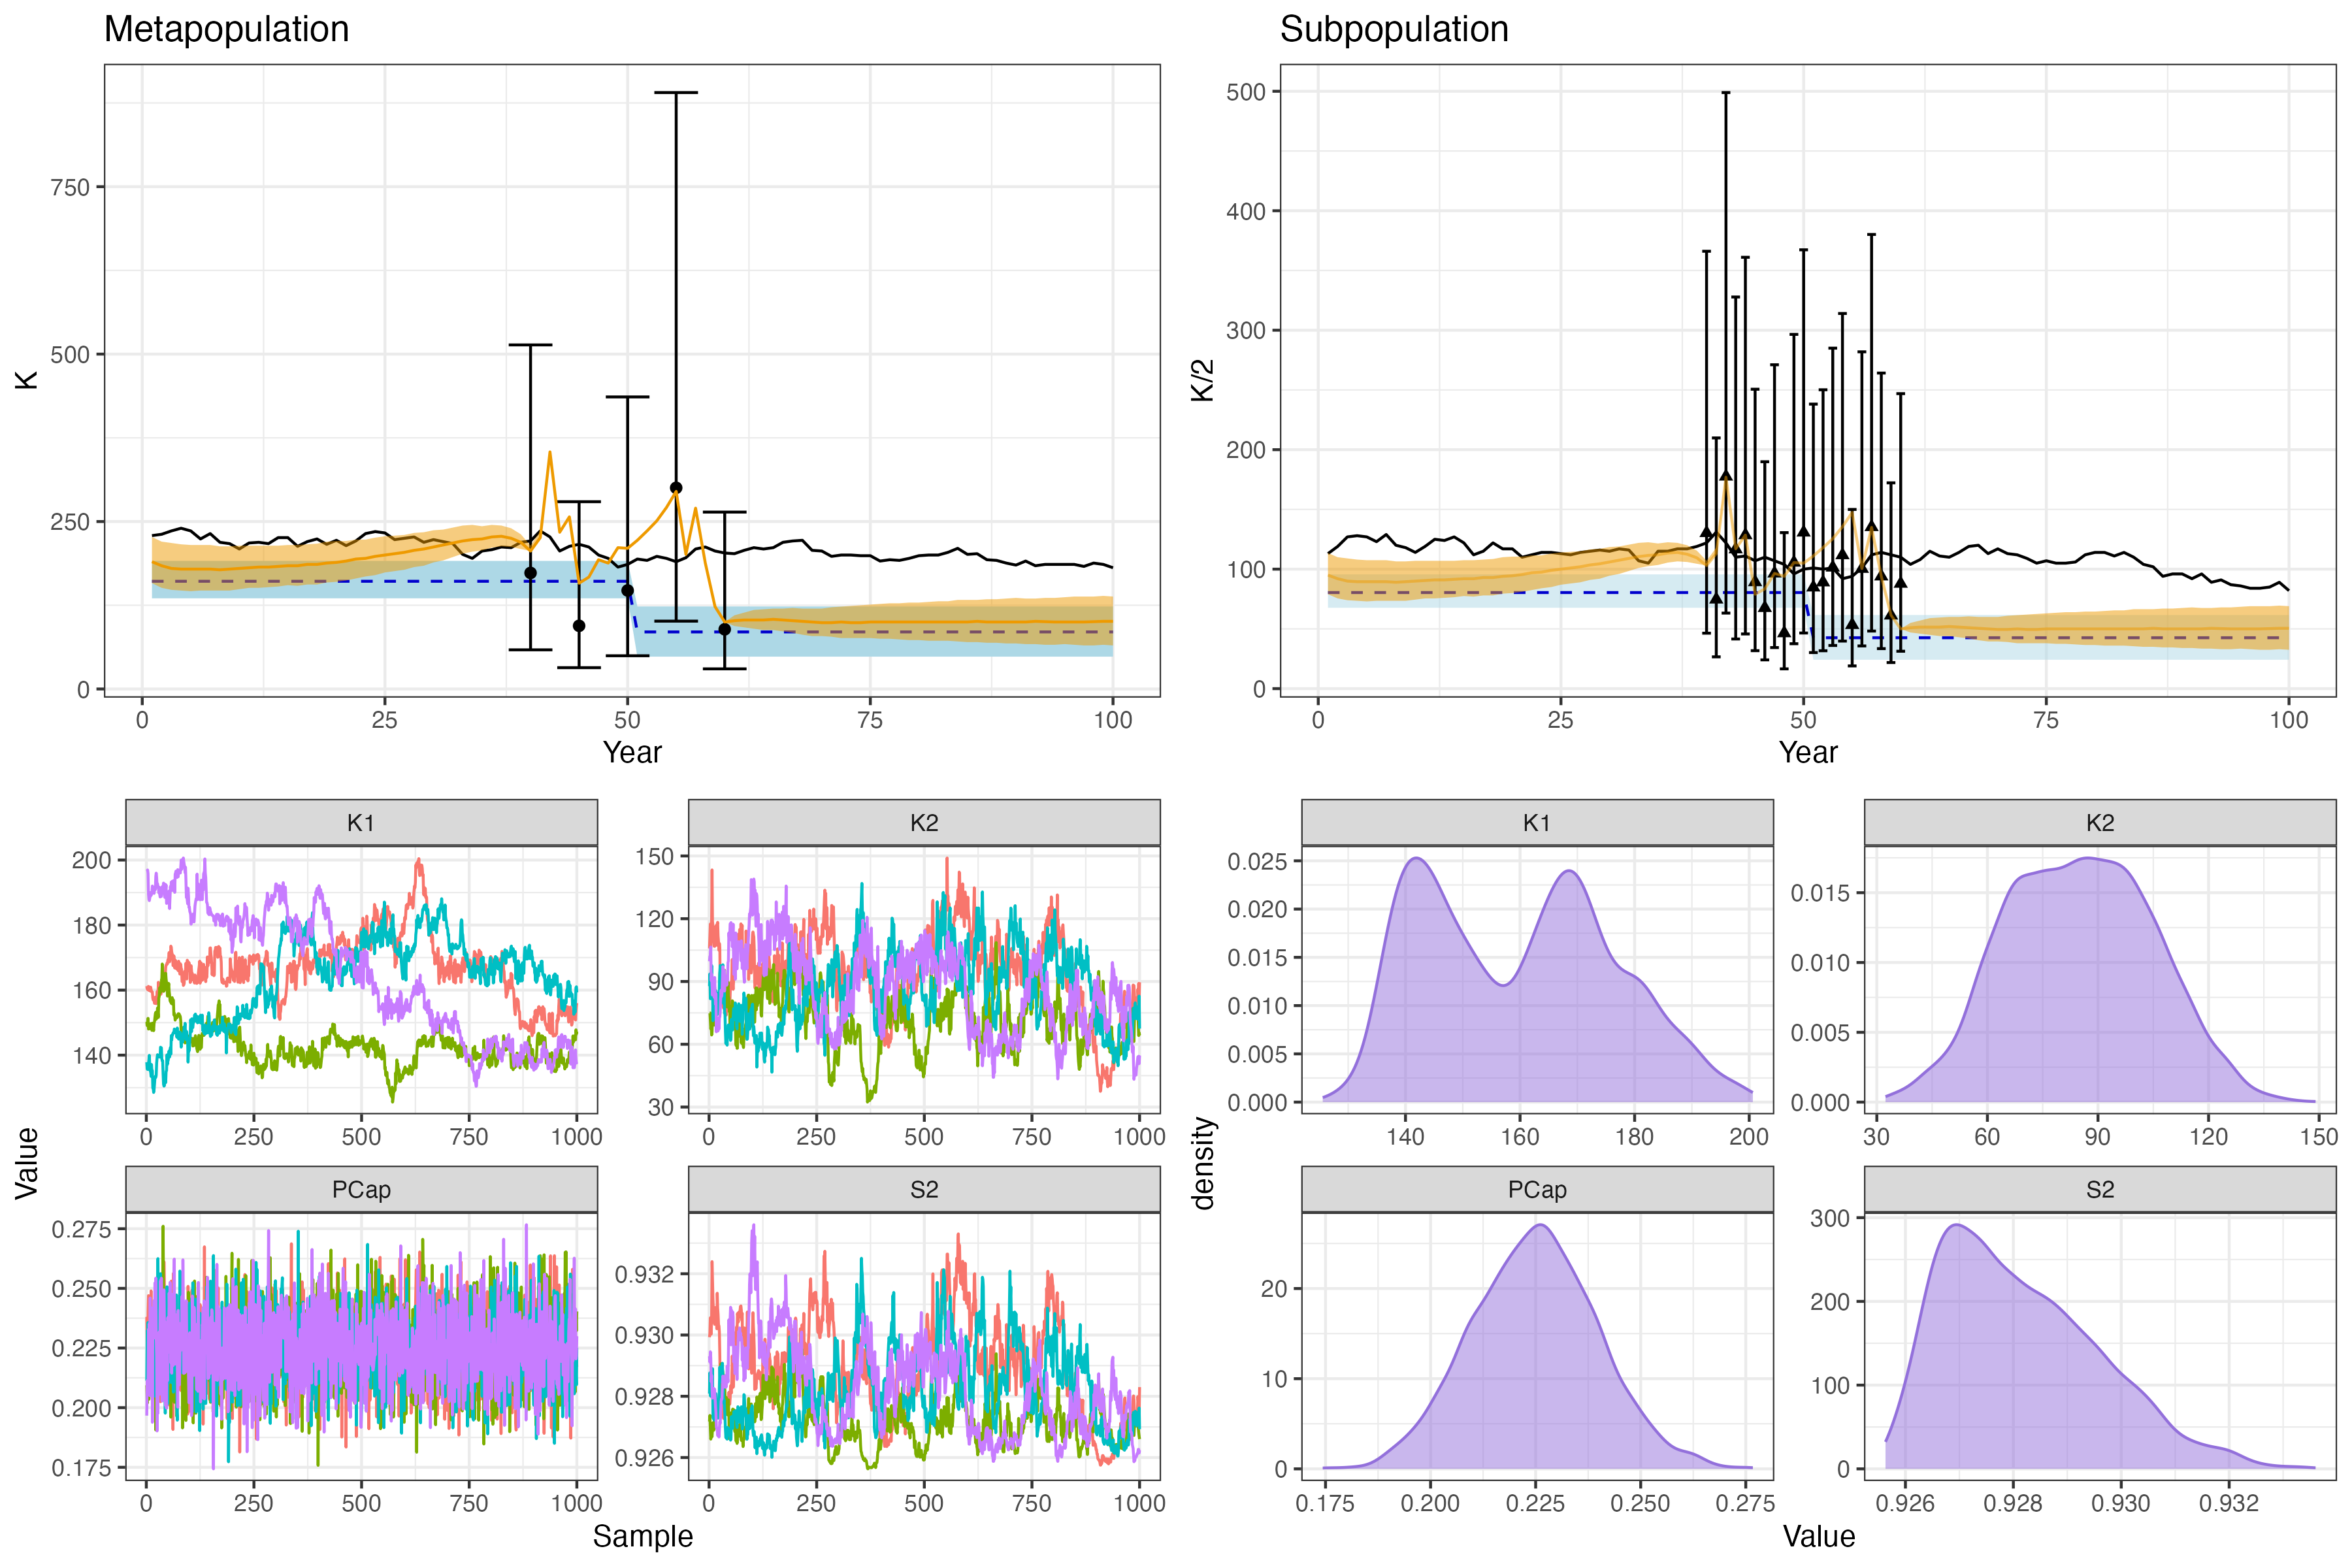 Metapopulation
Subpopulation
K
750
500
250
0
0 25 50 75 100
Year
K/2
500
400
300
200
100
0
0 25 50 75 100
Year
Value
K1
200
180
160
140
0 250 500 750 1000
K2
150
120
90
60
30
0 250 500 750 1000
PCap
0.275
0.250
0.225
0.200
0.175
0 250 500 750 1000
S2
0.932
0.930
0.928
0.926
0 250 500 750 1000
Sample
density
K1
0.025
0.020
0.015
0.010
0.005
0.000
140 160 180 200
K2
0.015
0.010
0.005
0.000
30 60 90 120 150
PCap
20
10
0
0.175 0.200 0.225 0.250 0.275
S2
300
200
100
0
0.926 0.928 0.930 0.932
Value